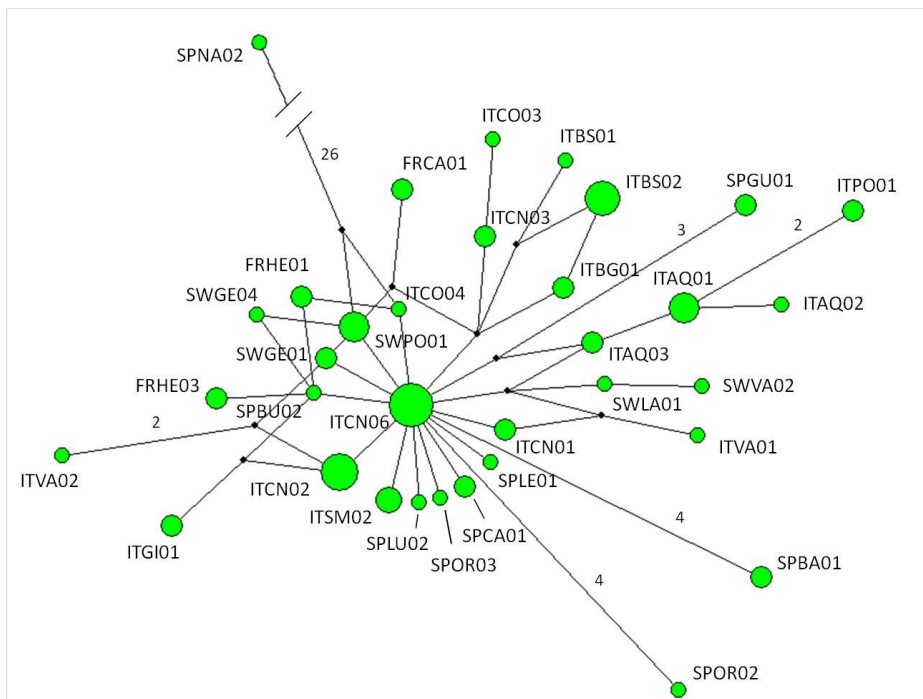 SPNA02
26
ITCO03
ITBS01
FRCA01
ITBS02
SPGU01
ITPO01
3
2
ITCN03
FRHE01
ITCO04
ITBG01
ITAQ01
SWGE04
ITAQ02
SWPO01
SWGE01
ITAQ03
FRHE03
SWVA02
SPBU02
ITCN06
SWLA01
2
ITCN01
ITVA01
ITVA02
SPLE01
ITCN02
ITSM02
4
ITGI01
SPLU02
SPCA01
SPOR03
SPBA01
4
SPOR02